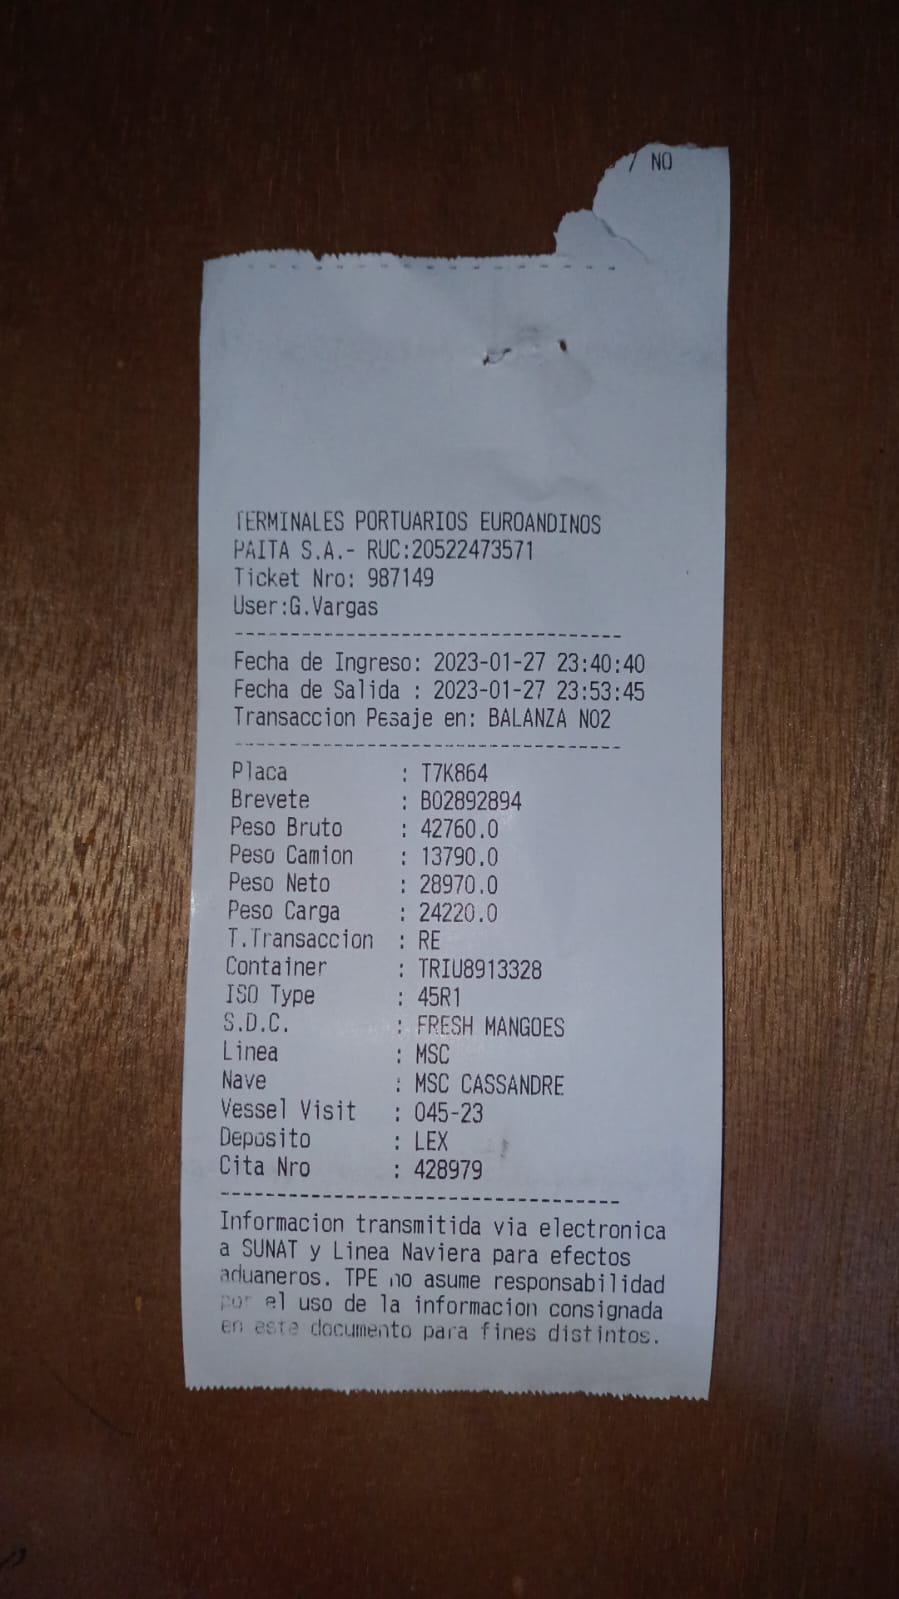 / NO
TERMINALES PORTUARIOS EUROANDINOS
PAITA S.A.- RUC:20522473571
Ticket Nro: 987149
User:G.Vargas
-----------------------------------
Fecha de Ingreso: 2023-01-27 23:40:40
Fecha de Salida : 2023-01-27 23:53:45
Transaccion Pesaje en: BALANZA N02
-----------------------------------
Placa : T7K864
Brevete : B02892894
Peso Bruto : 42760.0
Peso Camion : 13790.0
Peso Neto : 28970.0
Peso Carga : 24220.0
T.Transaccion : RE
Container : TRIU8913328
ISO Type : 45R1
S.D.C. : FRESH MANGOES
Linea : MSC
Nave : MSC CASSANDRE
Vessel Visit : 045-23
Deposito : LEX
Cita Nro : 428979
-----------------------------------
Informacion transmitida via electronica
a SUNAT y Linea Naviera para efectos
aduaneros. TPE no asume responsabilidad
por el uso de la informacion consignada
en este documento para fines distintos.